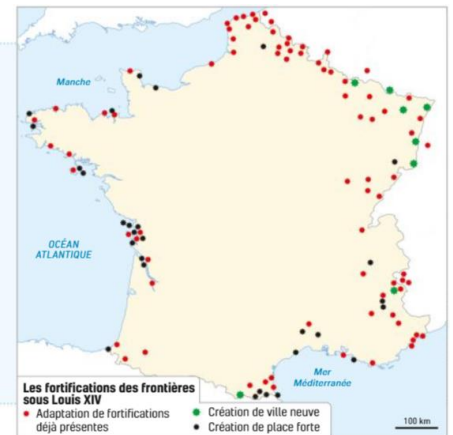 Manche
OCÉAN
ATLANTIQUE
Mer
Méditerranée
Les fortifications des frontières
sous Louis XIV
Adaptation de fortifications
déjà présentes
Création de ville neuve
Création de place forte
100 km